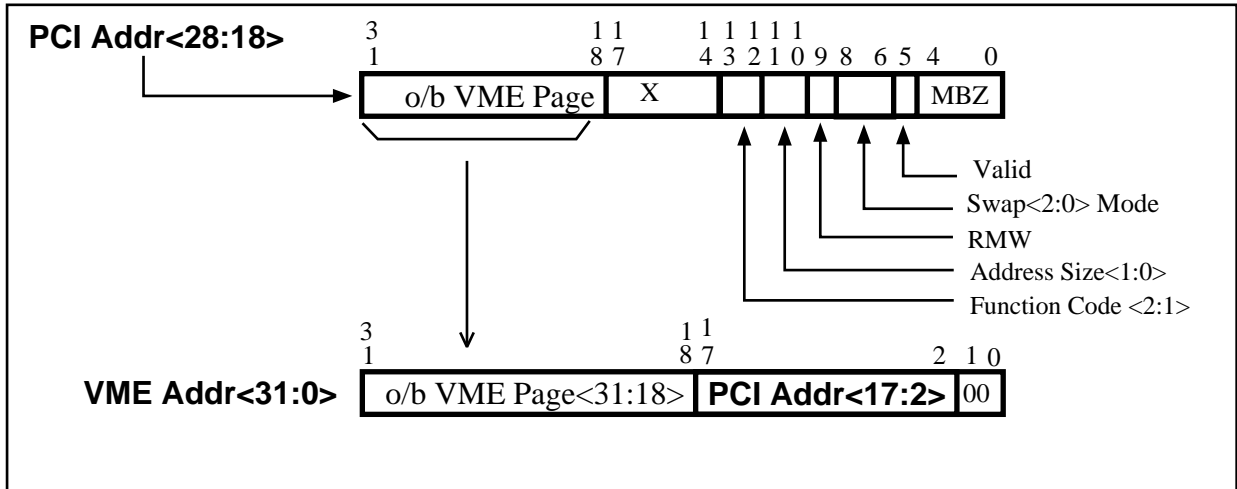 PCI Addr<28:18>
3 1 1 1 1 1 1 1
1 8 7 4 3 2 1 0 9 8 6 5 4 0
o/b VME Page X MBZ
Valid
Swap<2:0> Mode
RMW
Address Size<1:0>
Function Code <2:1>
3 1 1
1 8 7 2 1 0
VME Addr<31:0> o/b VME Page<31:18> PCI Addr<17:2> 00